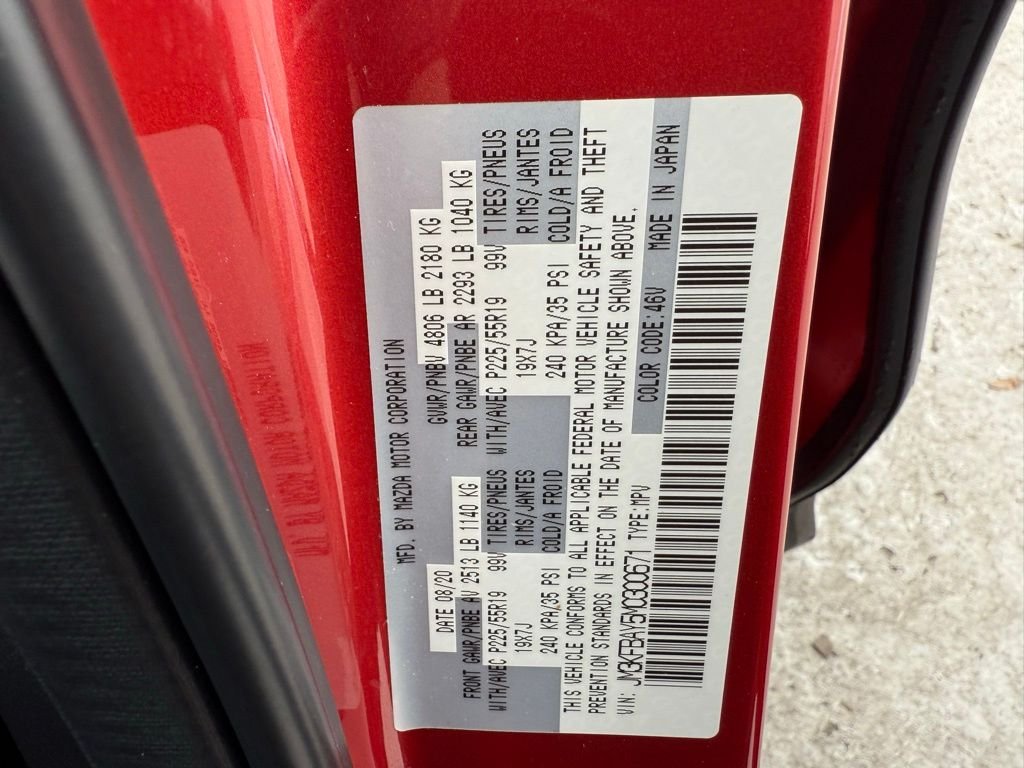 MFD. BY MAZDA MOTOR CORPORATION
DATE 08/20 GVWR/PNBV 4806 LB 2180 KG
FRONT GAWR/PNBE AV 2513 LB 1140 KG REAR GAWR/PNBE AR 2293 LB 1040 KG
WITH/AVEC P225/55R19 99V TIRES/PNEUS WITH/AVEC P225/55R19 99V TIRES/PNEUS
19X7J RIMS/JANTES 19X7J RIMS/JANTES
240 KPA/35 PSI COLD/A FROID 240 KPA/35 PSI COLD/A FROID
THIS VEHICLE CONFORMS TO ALL APPLICABLE FEDERAL MOTOR VEHICLE SAFETY AND THEFT
PREVENTION STANDARDS IN EFFECT ON THE DATE OF MANUFACTURE SHOWN ABOVE.
VIN: JM3KFBAY5M0300671 TYPE:MPV COLOR CODE:46V MADE IN JAPAN